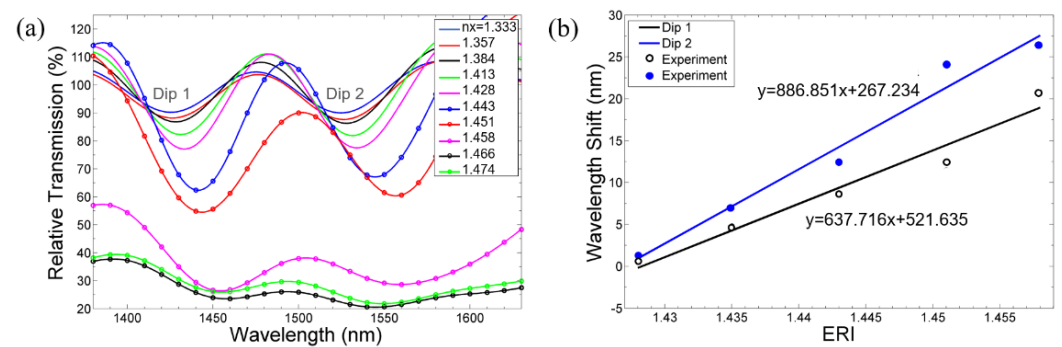 (a)
120
110
100
90
80
70
60
50
40
30
20
Relative Transmission (%)
1400
1450
1500
1550
1600
Wavelength (nm)
Dip 1
Dip 2
nx=1.333
1.357
1.384
1.413
1.428
1.443
1.451
1.458
1.466
1.474
(b)
30
25
20
15
10
5
0
-5
Wavelength Shift (nm)
1.43
1.435
1.44
1.445
1.45
1.455
ERI
Dip 1
Dip 2
Experiment
Experiment
y=886.851x+267.234
y=637.716x+521.635